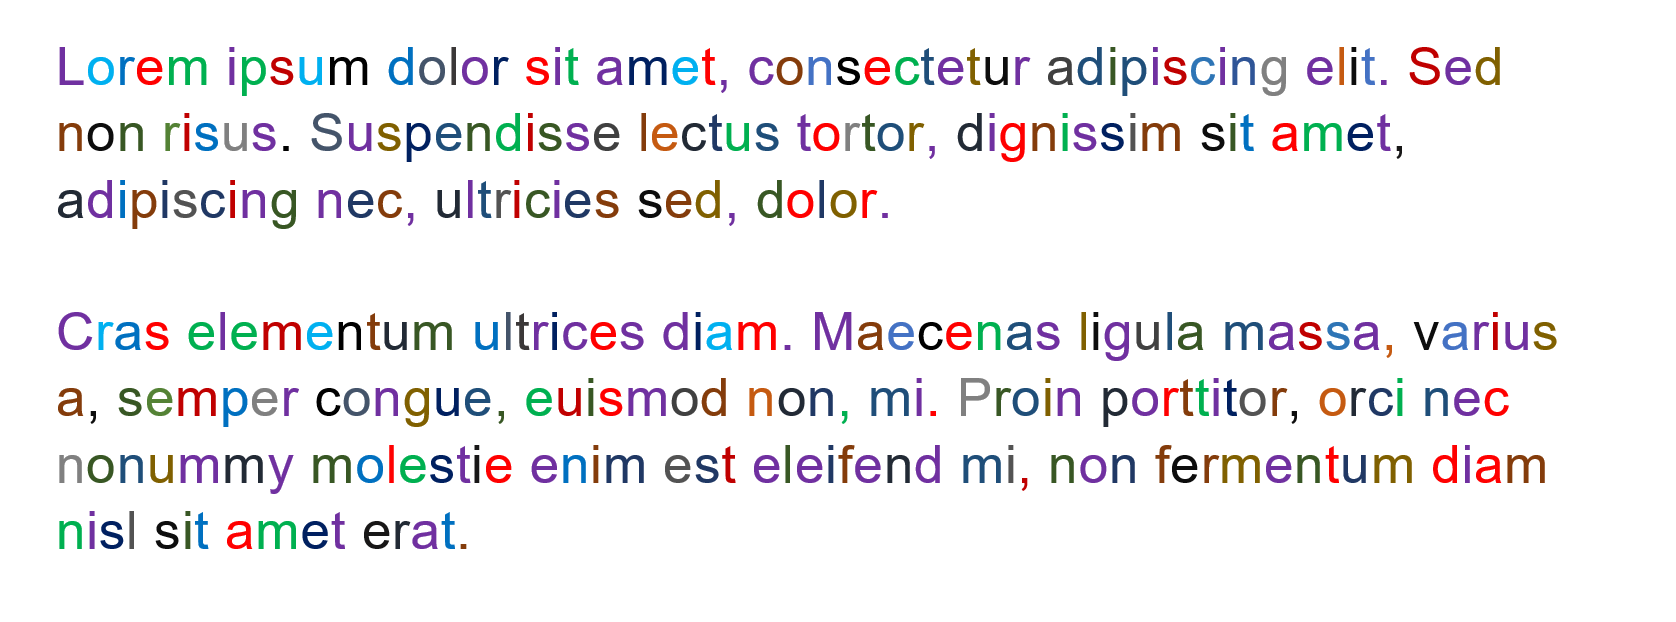 Lorem ipsum dolor sit amet, consectetur adipiscing elit. Sed
non risus. Suspendisse lectus tortor, dignissim sit amet,
adipiscing nec, ultricies sed, dolor.
Cras elementum ultrices diam. Maecenas ligula massa, varius
a, semper congue, euismod non, mi. Proin porttitor, orci nec
nonummy molestie enim est eleifend mi, non fermentum diam
nisl sit amet erat.